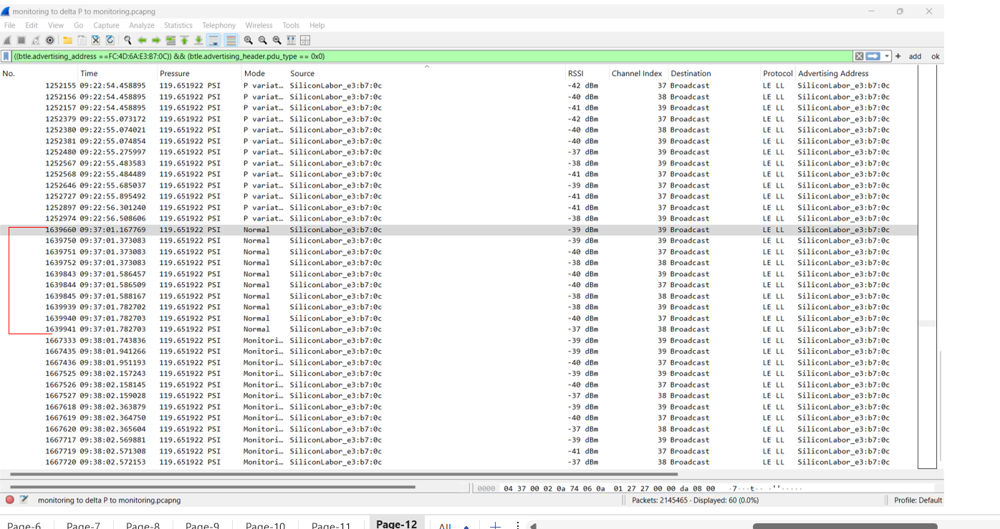 monitoring to delta P to monitoring.pcapng
File Edit View Go Capture Analyze Statistics Telephony Wireless Tools Help
((btle.advertising_address ==FC:4D:6A:E3:B7:0C)) && (btle.advertising_header.pdu_type == 0x0) + add ok
No. Time Pressure Mode Source RSSI Channel Index Destination Protocol Advertising Address
1252155 09:22:54.458895 119.651922 PSI P variat… SiliconLabor_e3:b7:0c -42 dBm 37 Broadcast LE LL SiliconLabor_e3:b7:0c
1252156 09:22:54.458895 119.651922 PSI P variat… SiliconLabor_e3:b7:0c -40 dBm 38 Broadcast LE LL SiliconLabor_e3:b7:0c
1252157 09:22:54.458895 119.651922 PSI P variat… SiliconLabor_e3:b7:0c -41 dBm 39 Broadcast LE LL SiliconLabor_e3:b7:0c
1252379 09:22:55.073172 119.651922 PSI P variat… SiliconLabor_e3:b7:0c -42 dBm 37 Broadcast LE LL SiliconLabor_e3:b7:0c
1252380 09:22:55.074021 119.651922 PSI P variat… SiliconLabor_e3:b7:0c -40 dBm 38 Broadcast LE LL SiliconLabor_e3:b7:0c
1252381 09:22:55.074854 119.651922 PSI P variat… SiliconLabor_e3:b7:0c -40 dBm 39 Broadcast LE LL SiliconLabor_e3:b7:0c
1252480 09:22:55.275997 119.651922 PSI P variat… SiliconLabor_e3:b7:0c -37 dBm 39 Broadcast LE LL SiliconLabor_e3:b7:0c
1252567 09:22:55.483583 119.651922 PSI P variat… SiliconLabor_e3:b7:0c -38 dBm 39 Broadcast LE LL SiliconLabor_e3:b7:0c
1252568 09:22:55.484489 119.651922 PSI P variat… SiliconLabor_e3:b7:0c -41 dBm 37 Broadcast LE LL SiliconLabor_e3:b7:0c
1252646 09:22:55.685037 119.651922 PSI P variat… SiliconLabor_e3:b7:0c -39 dBm 37 Broadcast LE LL SiliconLabor_e3:b7:0c
1252727 09:22:55.895492 119.651922 PSI P variat… SiliconLabor_e3:b7:0c -41 dBm 37 Broadcast LE LL SiliconLabor_e3:b7:0c
1252897 09:22:56.301240 119.651922 PSI P variat… SiliconLabor_e3:b7:0c -41 dBm 37 Broadcast LE LL SiliconLabor_e3:b7:0c
1252974 09:22:56.508606 119.651922 PSI P variat… SiliconLabor_e3:b7:0c -38 dBm 39 Broadcast LE LL SiliconLabor_e3:b7:0c
1639660 09:37:01.167769 119.651922 PSI Normal SiliconLabor_e3:b7:0c -39 dBm 39 Broadcast LE LL SiliconLabor_e3:b7:0c
1639750 09:37:01.373083 119.651922 PSI Normal SiliconLabor_e3:b7:0c -39 dBm 39 Broadcast LE LL SiliconLabor_e3:b7:0c
1639751 09:37:01.373083 119.651922 PSI Normal SiliconLabor_e3:b7:0c -40 dBm 37 Broadcast LE LL SiliconLabor_e3:b7:0c
1639752 09:37:01.373083 119.651922 PSI Normal SiliconLabor_e3:b7:0c -38 dBm 38 Broadcast LE LL SiliconLabor_e3:b7:0c
1639843 09:37:01.586457 119.651922 PSI Normal SiliconLabor_e3:b7:0c -40 dBm 39 Broadcast LE LL SiliconLabor_e3:b7:0c
1639844 09:37:01.586509 119.651922 PSI Normal SiliconLabor_e3:b7:0c -40 dBm 37 Broadcast LE LL SiliconLabor_e3:b7:0c
1639845 09:37:01.588167 119.651922 PSI Normal SiliconLabor_e3:b7:0c -38 dBm 38 Broadcast LE LL SiliconLabor_e3:b7:0c
1639939 09:37:01.782702 119.651922 PSI Normal SiliconLabor_e3:b7:0c -38 dBm 39 Broadcast LE LL SiliconLabor_e3:b7:0c
1639940 09:37:01.782703 119.651922 PSI Normal SiliconLabor_e3:b7:0c -40 dBm 37 Broadcast LE LL SiliconLabor_e3:b7:0c
1639941 09:37:01.782703 119.651922 PSI Normal SiliconLabor_e3:b7:0c -37 dBm 38 Broadcast LE LL SiliconLabor_e3:b7:0c
1667333 09:38:01.743836 119.651922 PSI Monitori… SiliconLabor_e3:b7:0c -39 dBm 39 Broadcast LE LL SiliconLabor_e3:b7:0c
1667435 09:38:01.941266 119.651922 PSI Monitori… SiliconLabor_e3:b7:0c -39 dBm 39 Broadcast LE LL SiliconLabor_e3:b7:0c
1667436 09:38:01.951193 119.651922 PSI Monitori… SiliconLabor_e3:b7:0c -40 dBm 37 Broadcast LE LL SiliconLabor_e3:b7:0c
1667525 09:38:02.157243 119.651922 PSI Monitori… SiliconLabor_e3:b7:0c -39 dBm 39 Broadcast LE LL SiliconLabor_e3:b7:0c
1667526 09:38:02.158145 119.651922 PSI Monitori… SiliconLabor_e3:b7:0c -40 dBm 37 Broadcast LE LL SiliconLabor_e3:b7:0c
1667527 09:38:02.159028 119.651922 PSI Monitori… SiliconLabor_e3:b7:0c -37 dBm 38 Broadcast LE LL SiliconLabor_e3:b7:0c
1667618 09:38:02.363879 119.651922 PSI Monitori… SiliconLabor_e3:b7:0c -39 dBm 39 Broadcast LE LL SiliconLabor_e3:b7:0c
1667619 09:38:02.364750 119.651922 PSI Monitori… SiliconLabor_e3:b7:0c -40 dBm 37 Broadcast LE LL SiliconLabor_e3:b7:0c
1667620 09:38:02.365604 119.651922 PSI Monitori… SiliconLabor_e3:b7:0c -37 dBm 38 Broadcast LE LL SiliconLabor_e3:b7:0c
1667717 09:38:02.569881 119.651922 PSI Monitori… SiliconLabor_e3:b7:0c -39 dBm 39 Broadcast LE LL SiliconLabor_e3:b7:0c
1667719 09:38:02.571308 119.651922 PSI Monitori… SiliconLabor_e3:b7:0c -41 dBm 37 Broadcast LE LL SiliconLabor_e3:b7:0c
1667720 09:38:02.572153 119.651922 PSI Monitori… SiliconLabor_e3:b7:0c -37 dBm 38 Broadcast LE LL SiliconLabor_e3:b7:0c
0000 04 37 00 02 0a 74 06 0a 01 27 27 00 00 da 08 00 ·7···t·· ·''·····
monitoring to delta P to monitoring.pcapng Packets: 2145465 · Displayed: 60 (0.0%) Profile: Default
Page-6 Page-7 Page-8 Page-9 Page-10 Page-11 Page-12 All